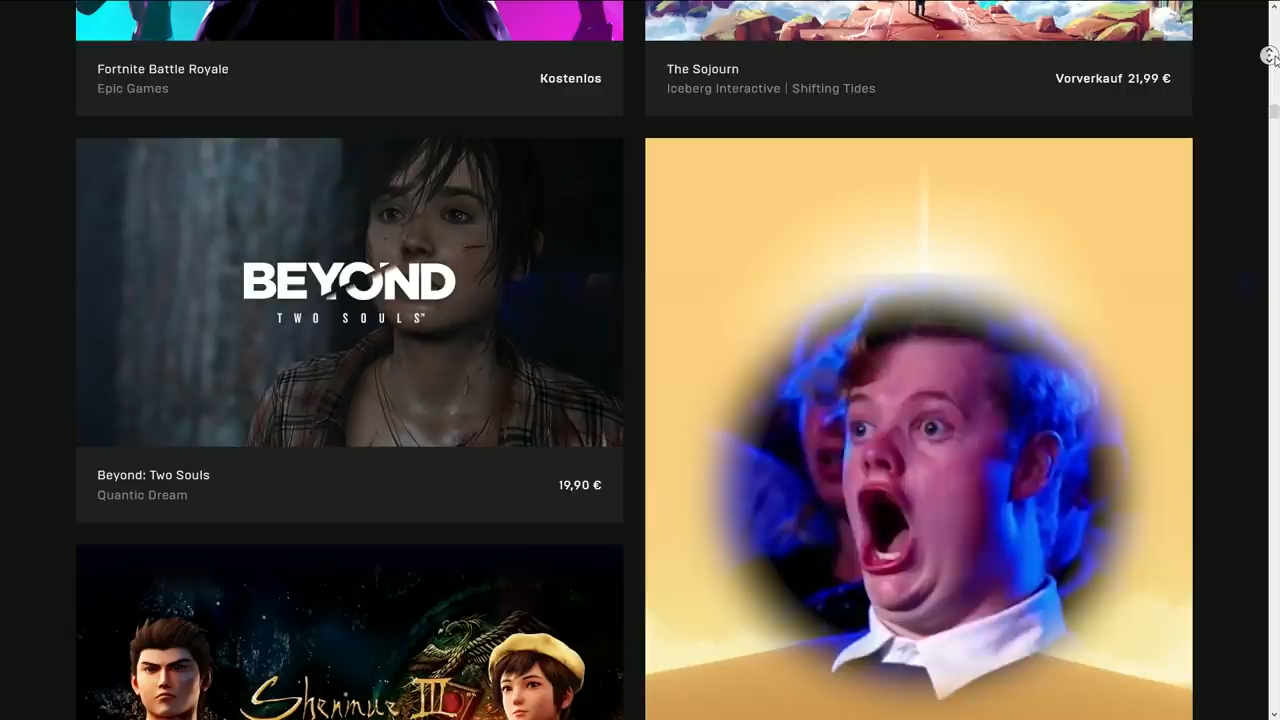 Fortnite Battle Royale
Epic Games
Kostenlos
The Sojourn
Iceberg Interactive | Shifting Tides
Vorverkauf 21,99 €
BEYOND
TWO SOULS™
Beyond: Two Souls
Quantic Dream
19,90 €
Shenmue III